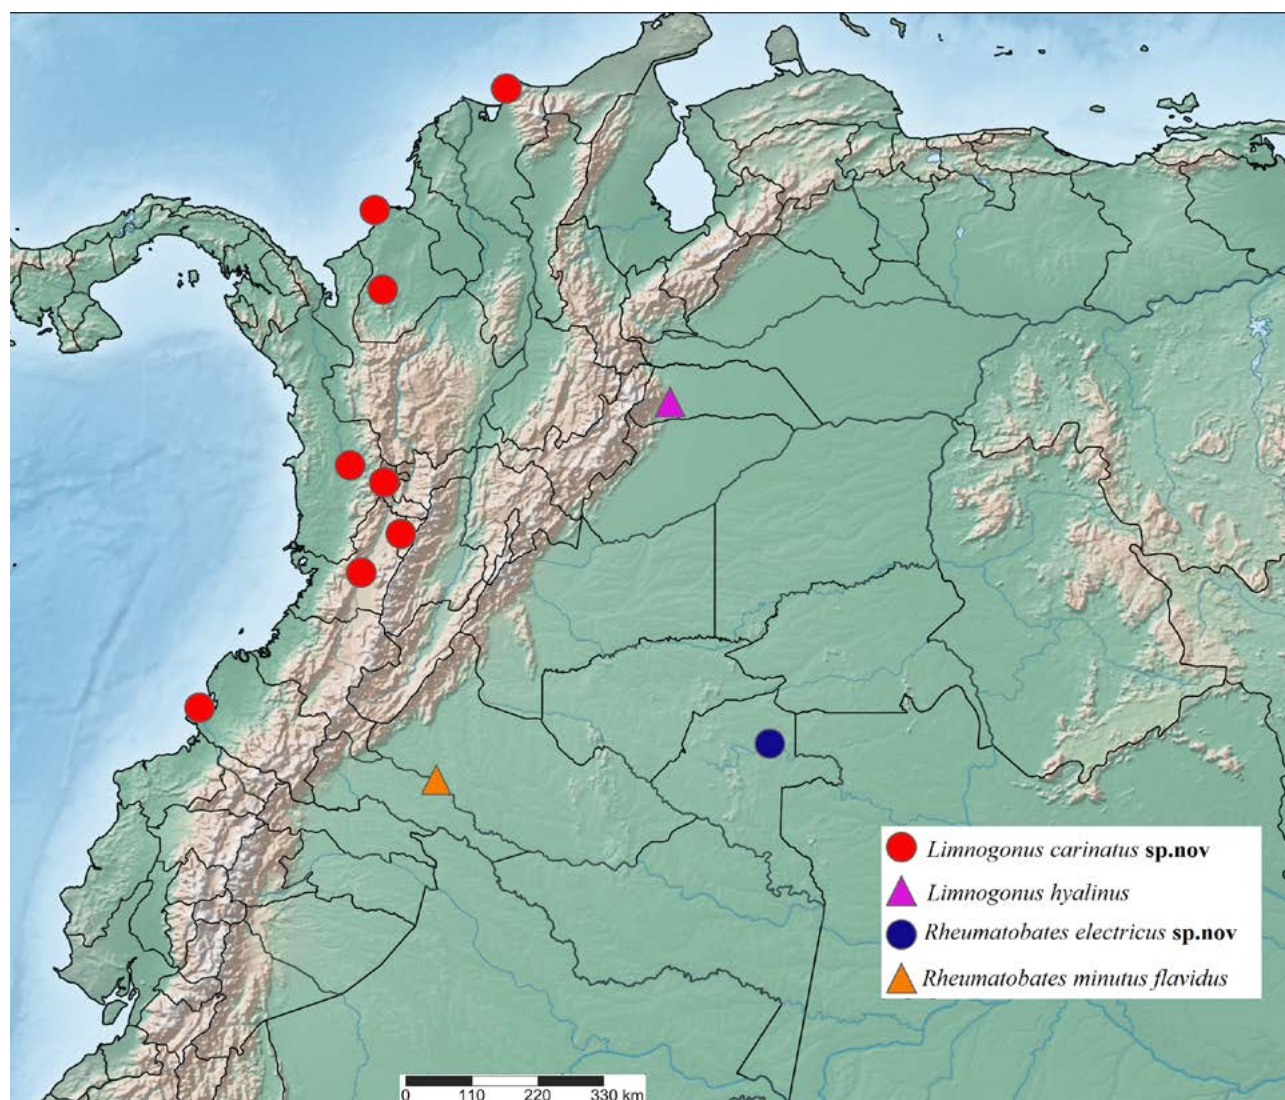 Limnogonus carinatus sp.nov
Limnogonus hyalinus
Rheumatobates electricus sp.nov
Rheumatobates minutus flavidus
0 110 220 330 km